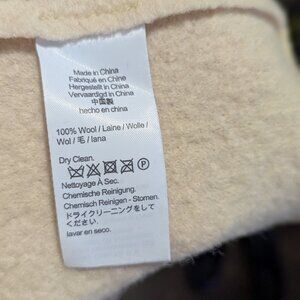 Made in China
Fabriqué en Chine
Hergestellt in China
Vervaardigd in China
中国製
hecho en china
100% Wool / Laine / Wolle /
Wol / 毛 / lana
Dry Clean.
P
Nettoyage À Sec.
Chemische Reinigung.
Chemisch Reinigen - Stomen.
ドライクリーニングをして
ください.
lavar en seco.